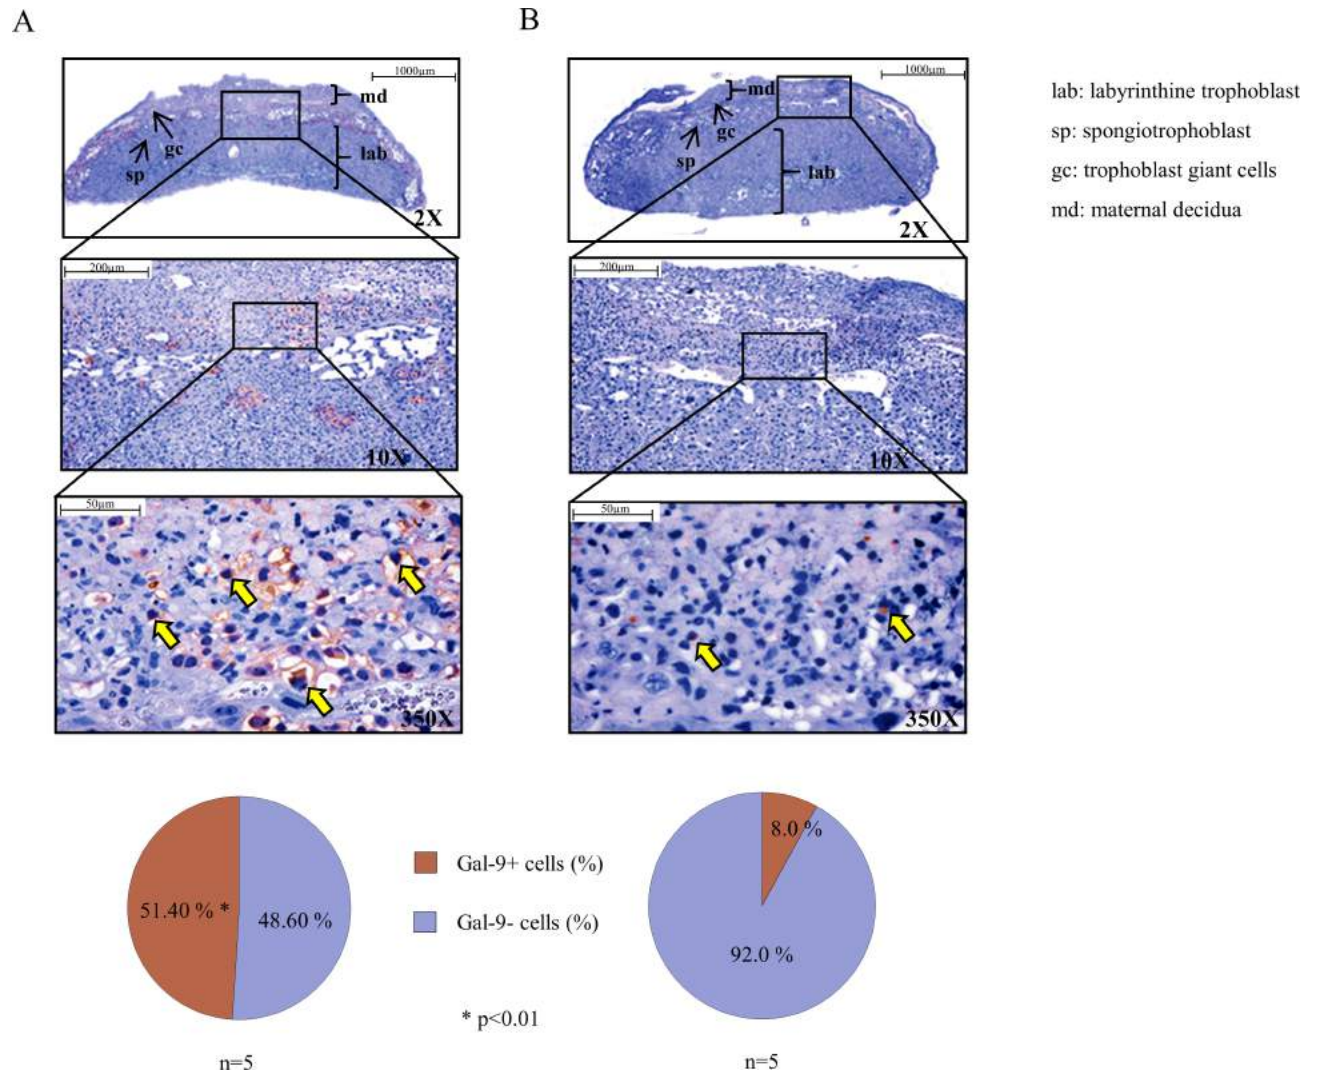 A
B
1000µm
md
gc
sp
lab
2X
1000µm
md
gc
sp
lab
2X
lab: labyrinthine trophoblast
sp: spongiotrophoblast
gc: trophoblast giant cells
md: maternal decidua
200µm
10X
200µm
10X
50µm
350X
50µm
350X
51.40 % *
48.60 %
Gal-9+ cells (%)
Gal-9- cells (%)
8.0 %
92.0 %
* p<0.01
n=5
n=5